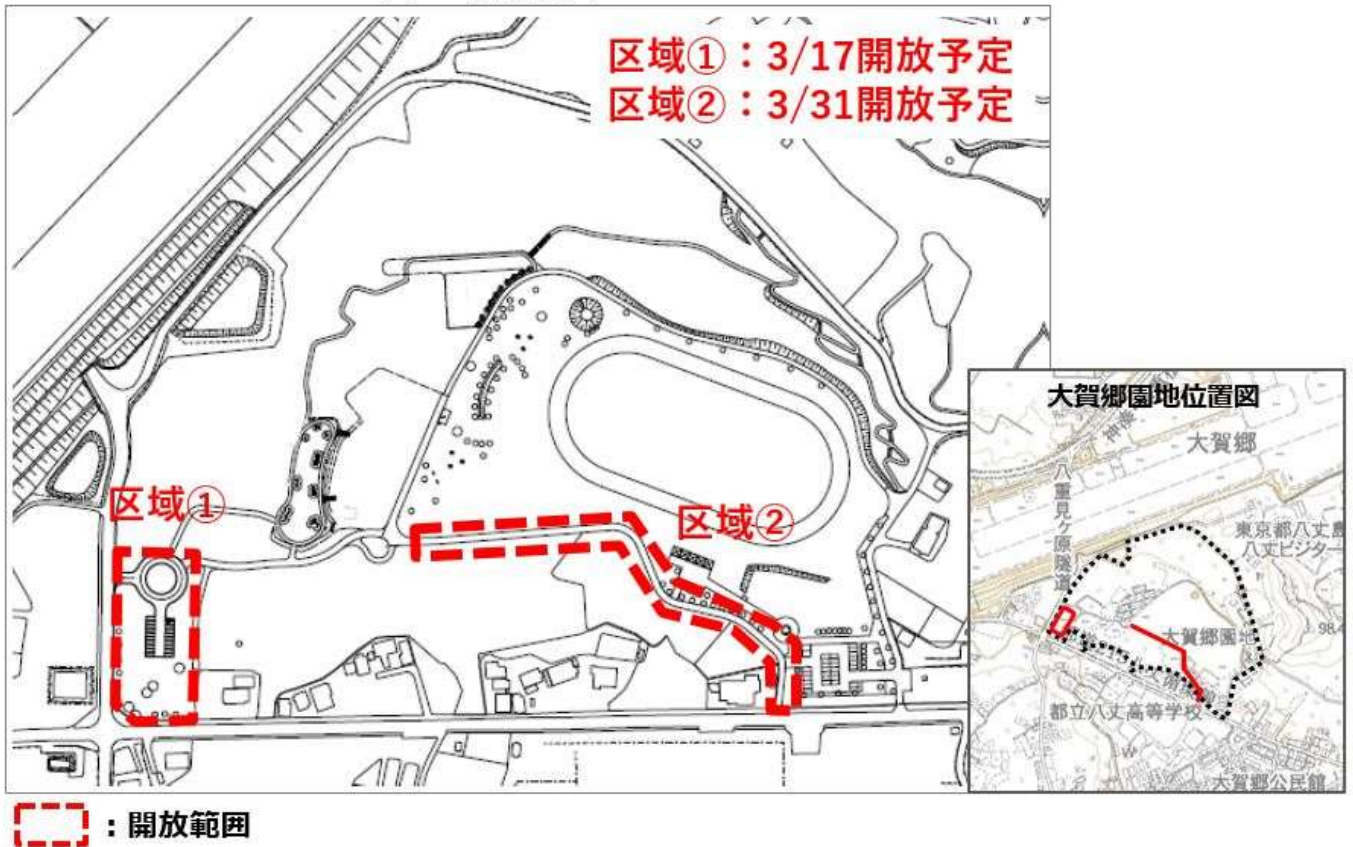 区域①：3/17開放予定
区域②：3/31開放予定
区域①
区域②
大賀郷園地位置図
大賀郷
八重見ヶ原隧道
東京都八丈島
八丈ビジター
98.4
大賀郷園地
都立八丈高等学校
大賀郷公民館
：開放範囲